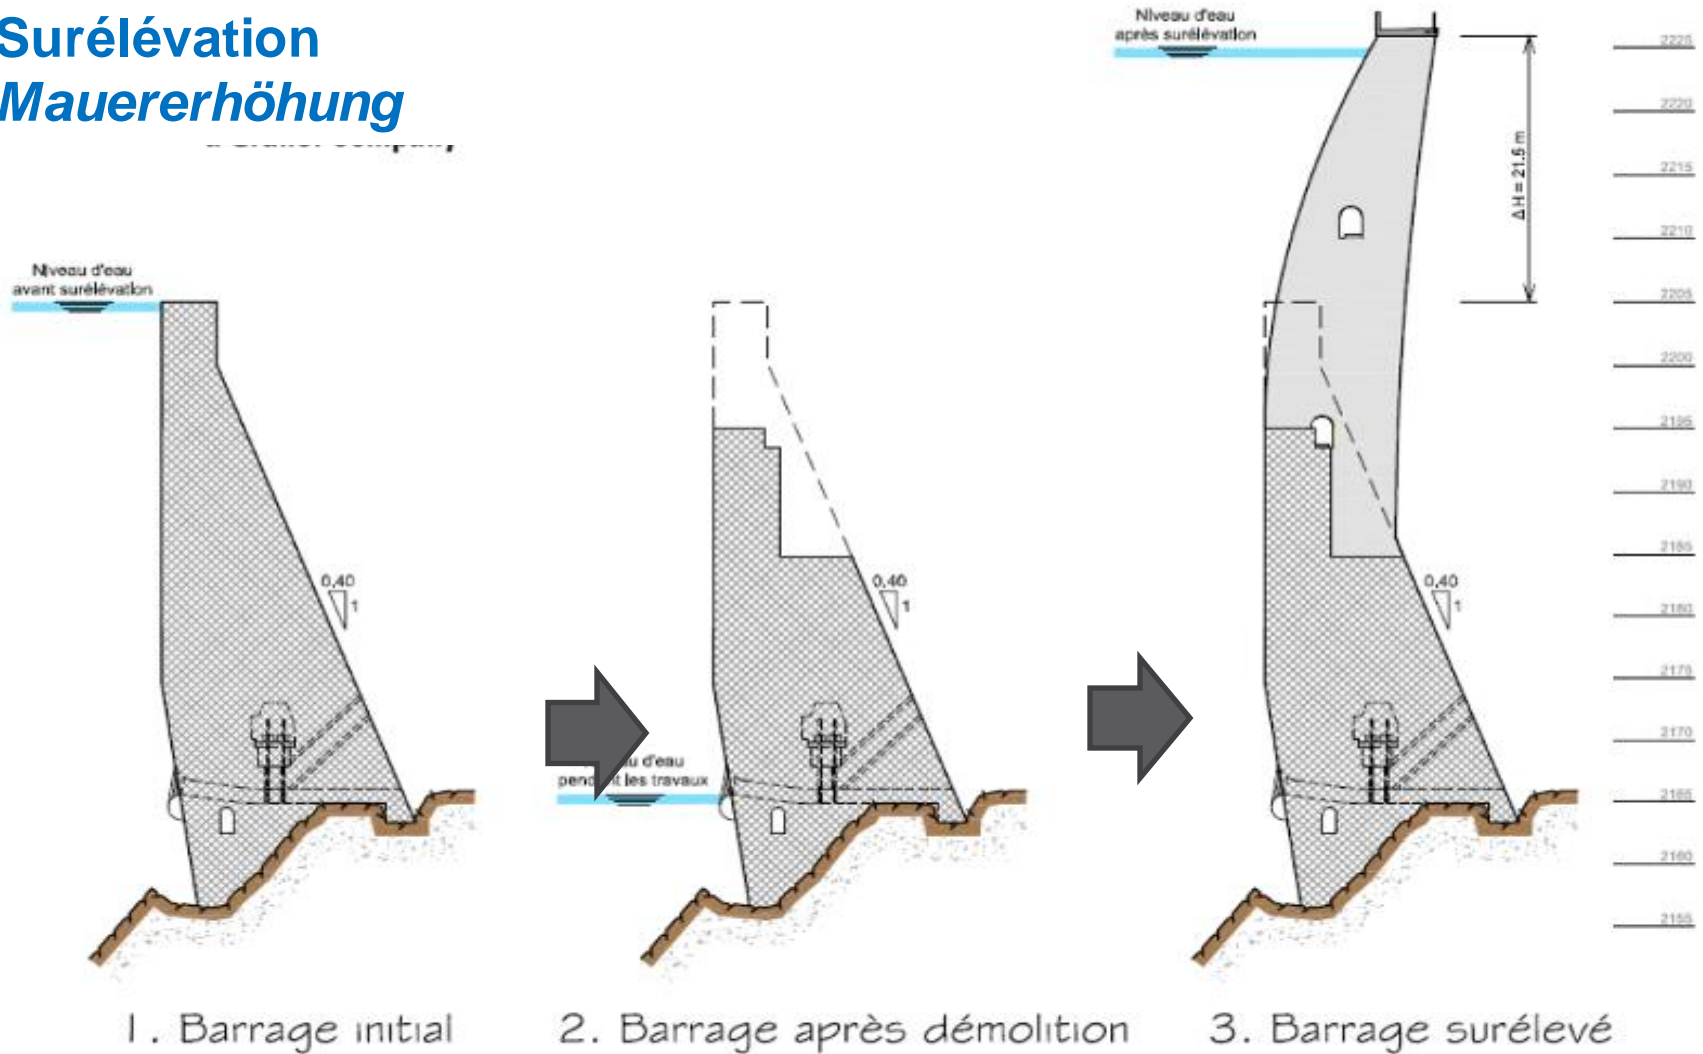 Surélévation
Mauererhöhung
Niveau d'eau
après surélévation
Niveau d'eau
avant surélévation
ΔH = 21.5 m
2225
2220
2215
2210
2205
2200
2195
2190
2185
2180
2175
2170
2165
2160
2155
0,40
1
0,40
1
0,40
1
d'eau
les travaux
1. Barrage initial
2. Barrage après démolition
3. Barrage surélevé